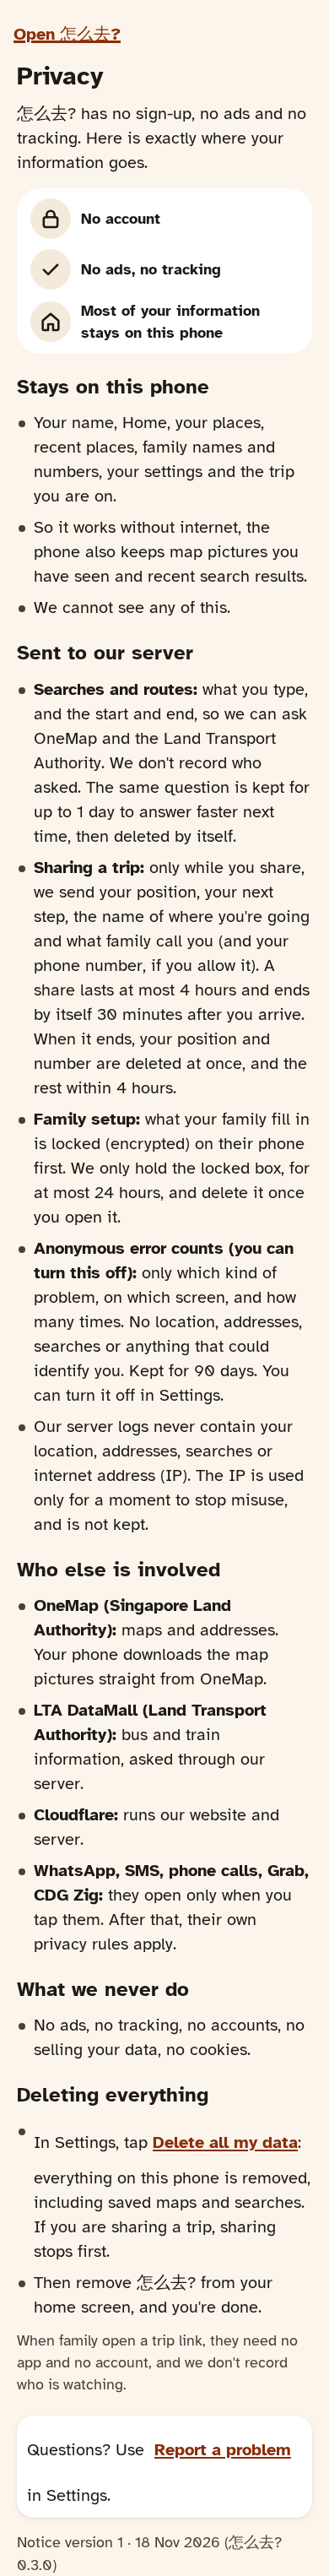 Open 怎么去?
Privacy
怎么去? has no sign-up, no ads and no
tracking. Here is exactly where your
information goes.
No account
No ads, no tracking
Most of your information
stays on this phone
Stays on this phone
Your name, Home, your places,
recent places, family names and
numbers, your settings and the trip
you are on.
So it works without internet, the
phone also keeps map pictures you
have seen and recent search results.
We cannot see any of this.
Sent to our server
Searches and routes: what you type,
and the start and end, so we can ask
OneMap and the Land Transport
Authority. We don't record who
asked. The same question is kept for
up to 1 day to answer faster next
time, then deleted by itself.
Sharing a trip: only while you share,
we send your position, your next
step, the name of where you're going
and what family call you (and your
phone number, if you allow it). A
share lasts at most 4 hours and ends
by itself 30 minutes after you arrive.
When it ends, your position and
number are deleted at once, and the
rest within 4 hours.
Family setup: what your family fill in
is locked (encrypted) on their phone
first. We only hold the locked box, for
at most 24 hours, and delete it once
you open it.
Anonymous error counts (you can
turn this off): only which kind of
problem, on which screen, and how
many times. No location, addresses,
searches or anything that could
identify you. Kept for 90 days. You
can turn it off in Settings.
Our server logs never contain your
location, addresses, searches or
internet address (IP). The IP is used
only for a moment to stop misuse,
and is not kept.
Who else is involved
OneMap (Singapore Land
Authority): maps and addresses.
Your phone downloads the map
pictures straight from OneMap.
LTA DataMall (Land Transport
Authority): bus and train
information, asked through our
server.
Cloudflare: runs our website and
server.
WhatsApp, SMS, phone calls, Grab,
CDG Zig: they open only when you
tap them. After that, their own
privacy rules apply.
What we never do
No ads, no tracking, no accounts, no
selling your data, no cookies.
Deleting everything
In Settings, tap Delete all my data:
everything on this phone is removed,
including saved maps and searches.
If you are sharing a trip, sharing
stops first.
Then remove 怎么去? from your
home screen, and you're done.
When family open a trip link, they need no
app and no account, and we don't record
who is watching.
Questions? Use Report a problem
in Settings.
Notice version 1 · 18 Nov 2026 (怎么去?
0.3.0)